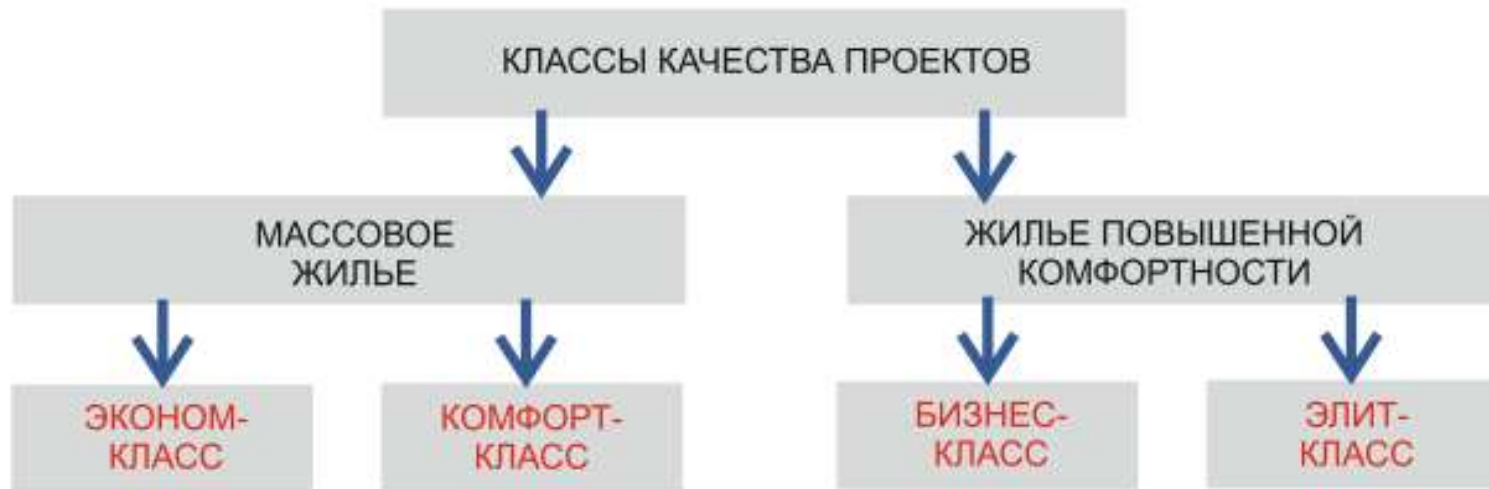 КЛАССЫ КАЧЕСТВА ПРОЕКТОВ
МАССОВОЕ
ЖИЛЬЕ
ЖИЛЬЕ ПОВЫШЕННОЙ
КОМФОРТНОСТИ
ЭКОНОМ-
КЛАСС
КОМФОРТ-
КЛАСС
БИЗНЕС-
КЛАСС
ЭЛИТ-
КЛАСС